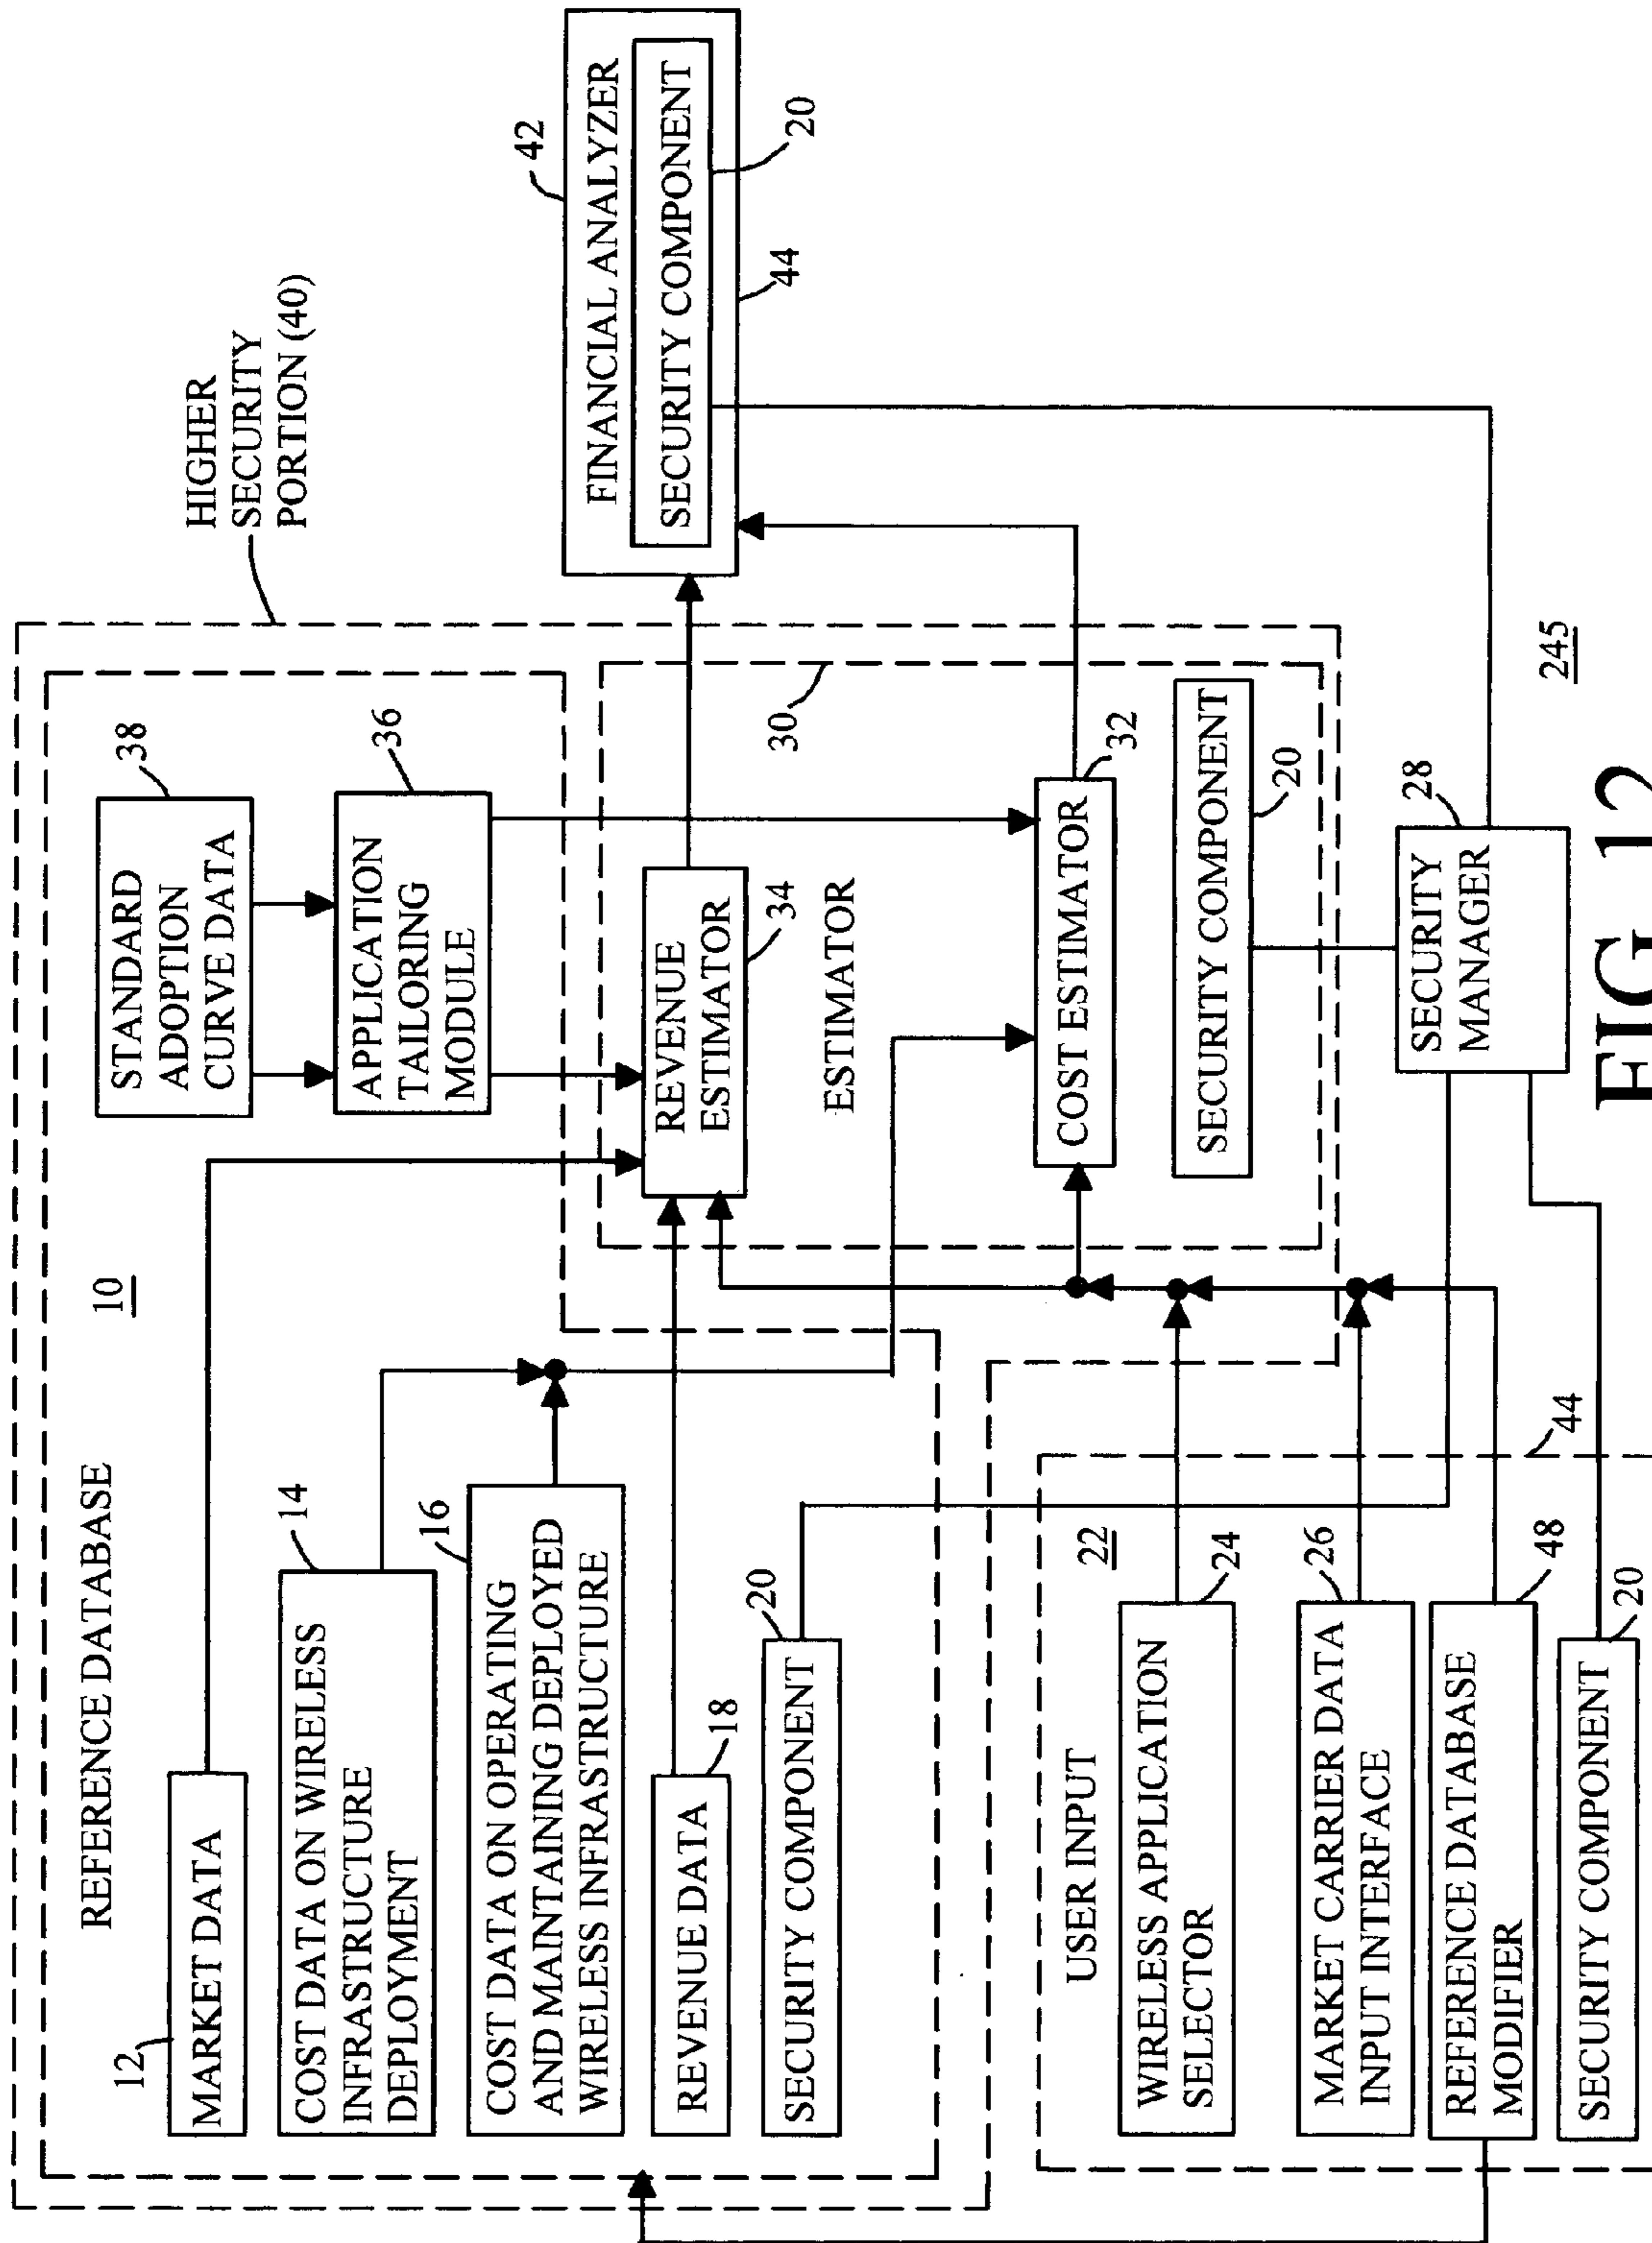 HIGHER
SECURITY
PORTION (40)
REFERENCE DATABASE
10
12
MARKET DATA
14
COST DATA ON WIRELESS
INFRASTRUCTURE
DEPLOYMENT
16
COST DATA ON OPERATING
AND MAINTAINING DEPLOYED
WIRELESS INFRASTRUCTURE
18
REVENUE DATA
20
SECURITY COMPONENT
38
STANDARD
ADOPTION
CURVE DATA
36
APPLICATION
TAILORING
MODULE
30
REVENUE
ESTIMATOR
34
ESTIMATOR
COST ESTIMATOR
32
SECURITY COMPONENT
20
42
FINANCIAL ANALYZER
SECURITY COMPONENT
20
44
USER INPUT
22
44
WIRELESS APPLICATION
SELECTOR
24
MARKET CARRIER DATA
INPUT INTERFACE
26
REFERENCE DATABASE
MODIFIER
48
SECURITY COMPONENT
20
28
SECURITY
MANAGER
245
FIG.12